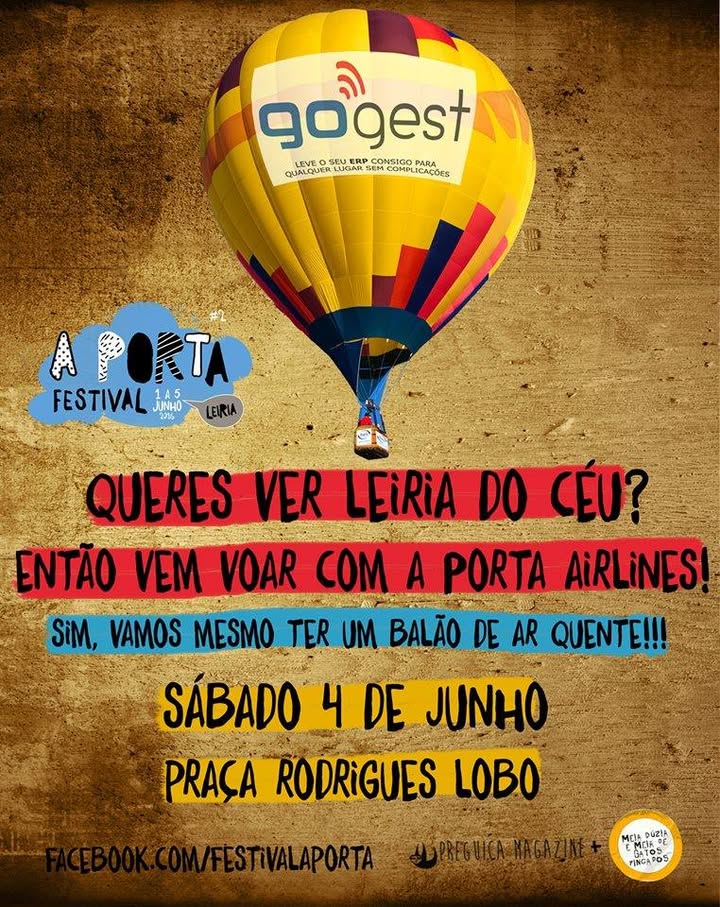 gogest
LEVE O SEU ERP CONSIGO PARA
QUALQUER LUGAR SEM COMPLICAÇÕES
#2
A PORTA
FESTIVAL
1 A 5
JUNHO
2016
LEIRIA
QUERES VER LEIRIA DO CÉU?
ENTÃO VEM VOAR COM A PORTA AIRLINES!
SIM, VAMOS MESMO TER UM BALÃO DE AR QUENTE!!!
SÁBADO 4 DE JUNHO
PRAÇA RODRIGUES LOBO
FACEBOOK.COM/FESTIVALAPORTA
PREGUIÇA MAGAZINE +
MEIA DÚZIA
E MEIA DE
GATOS
PINGADOS